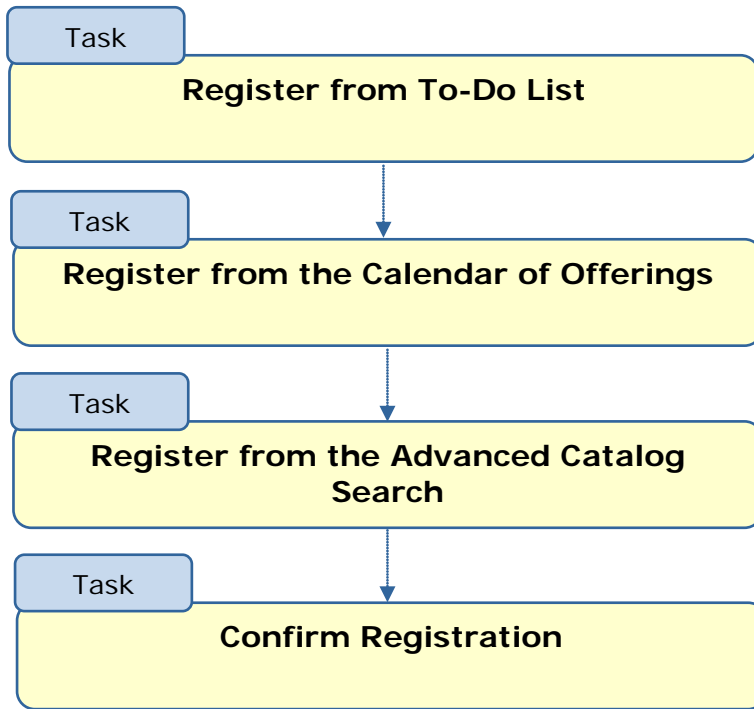 Task
Register from To-Do List
Task
Register from the Calendar of Offerings
Task
Register from the Advanced Catalog
Search
Task
Confirm Registration